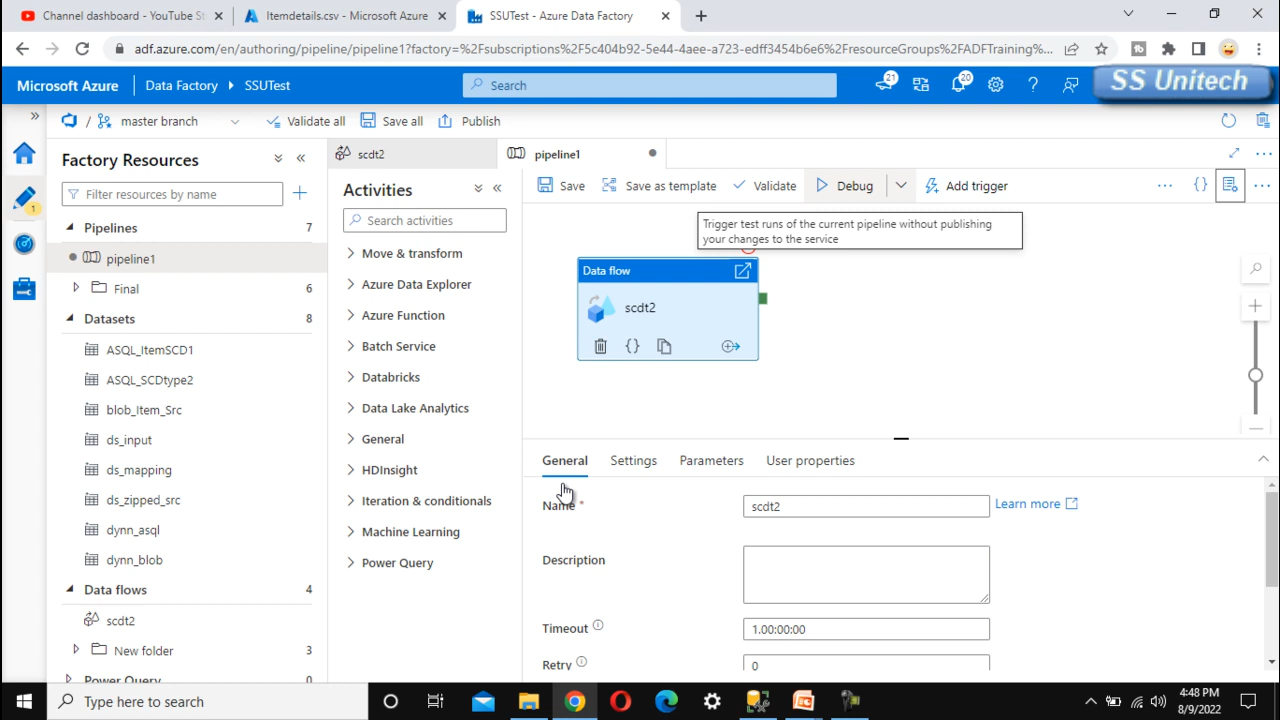 Channel dashboard - YouTube St
Itemdetails.csv - Microsoft Azure
SSUTest - Azure Data Factory
adf.azure.com/en/authoring/pipeline/pipeline1?factory=%2Fsubscriptions%2F5c404b92-5e44-4aee-a723-edff3454b6e6%2FresourceGroups%2FADFTraining%...
Microsoft Azure
Data Factory
SSUTest
Search
21
20
SS Unitech
/
master branch
Validate all
Save all
Publish
Factory Resources
Filter resources by name
1
Pipelines
7
pipeline1
Final
6
Datasets
8
ASQL_ItemSCD1
ASQL_SCDtype2
blob_Item_Src
ds_input
ds_mapping
ds_zipped_src
dynn_asql
dynn_blob
Data flows
4
scdt2
New folder
3
Power Query
0
scdt2
pipeline1
Activities
Search activities
Move & transform
Azure Data Explorer
Azure Function
Batch Service
Databricks
Data Lake Analytics
General
HDInsight
Iteration & conditionals
Machine Learning
Power Query
Save
Save as template
Validate
Debug
Add trigger
Trigger test runs of the current pipeline without publishing
your changes to the service
Data flow
scdt2
General
Settings
Parameters
User properties
Name *
scdt2
Learn more
Description
Timeout
1.00:00:00
Retry
0
Type here to search
4:48 PM
8/9/2022